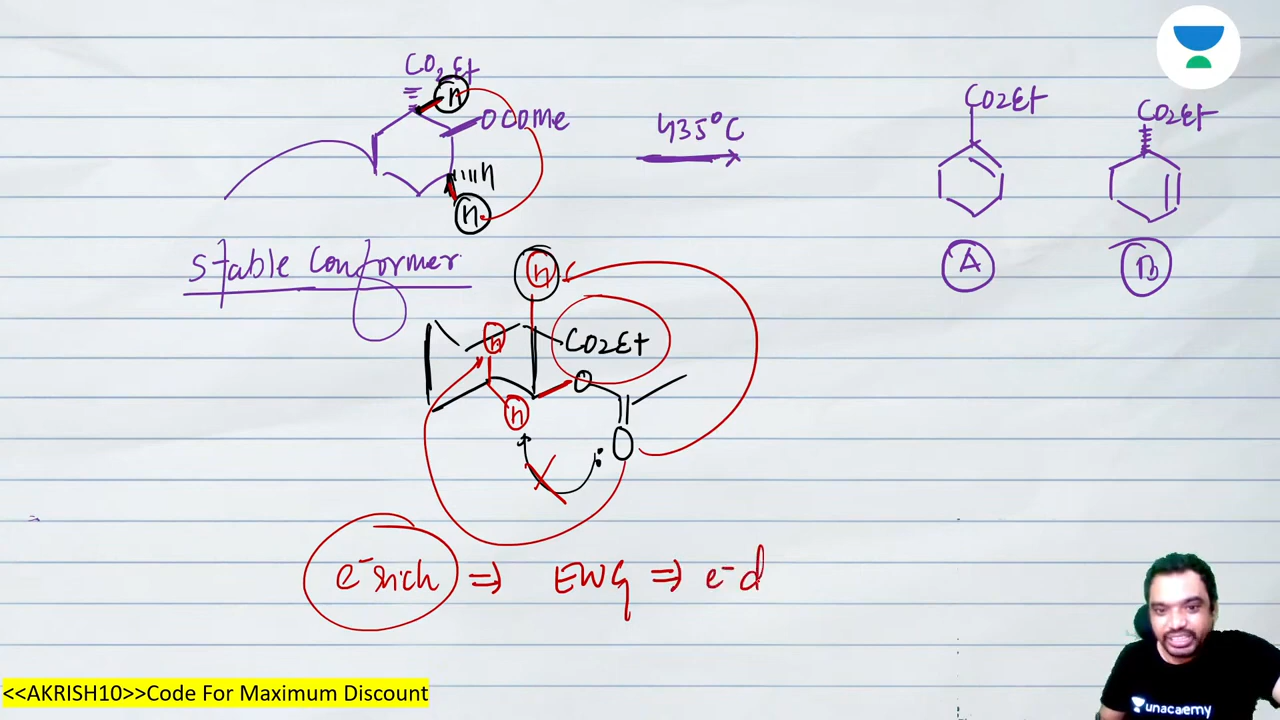 CO2Et
n
OCOMe
n
n
435°C
CO2Et
CO2Et
A
B
Stable Conformer
n
n
CO2Et
O
n
O
e⁻ rich ⇒ EWG ⇒ e⁻d
<<AKRISH10>>Code For Maximum Discount
unacademy